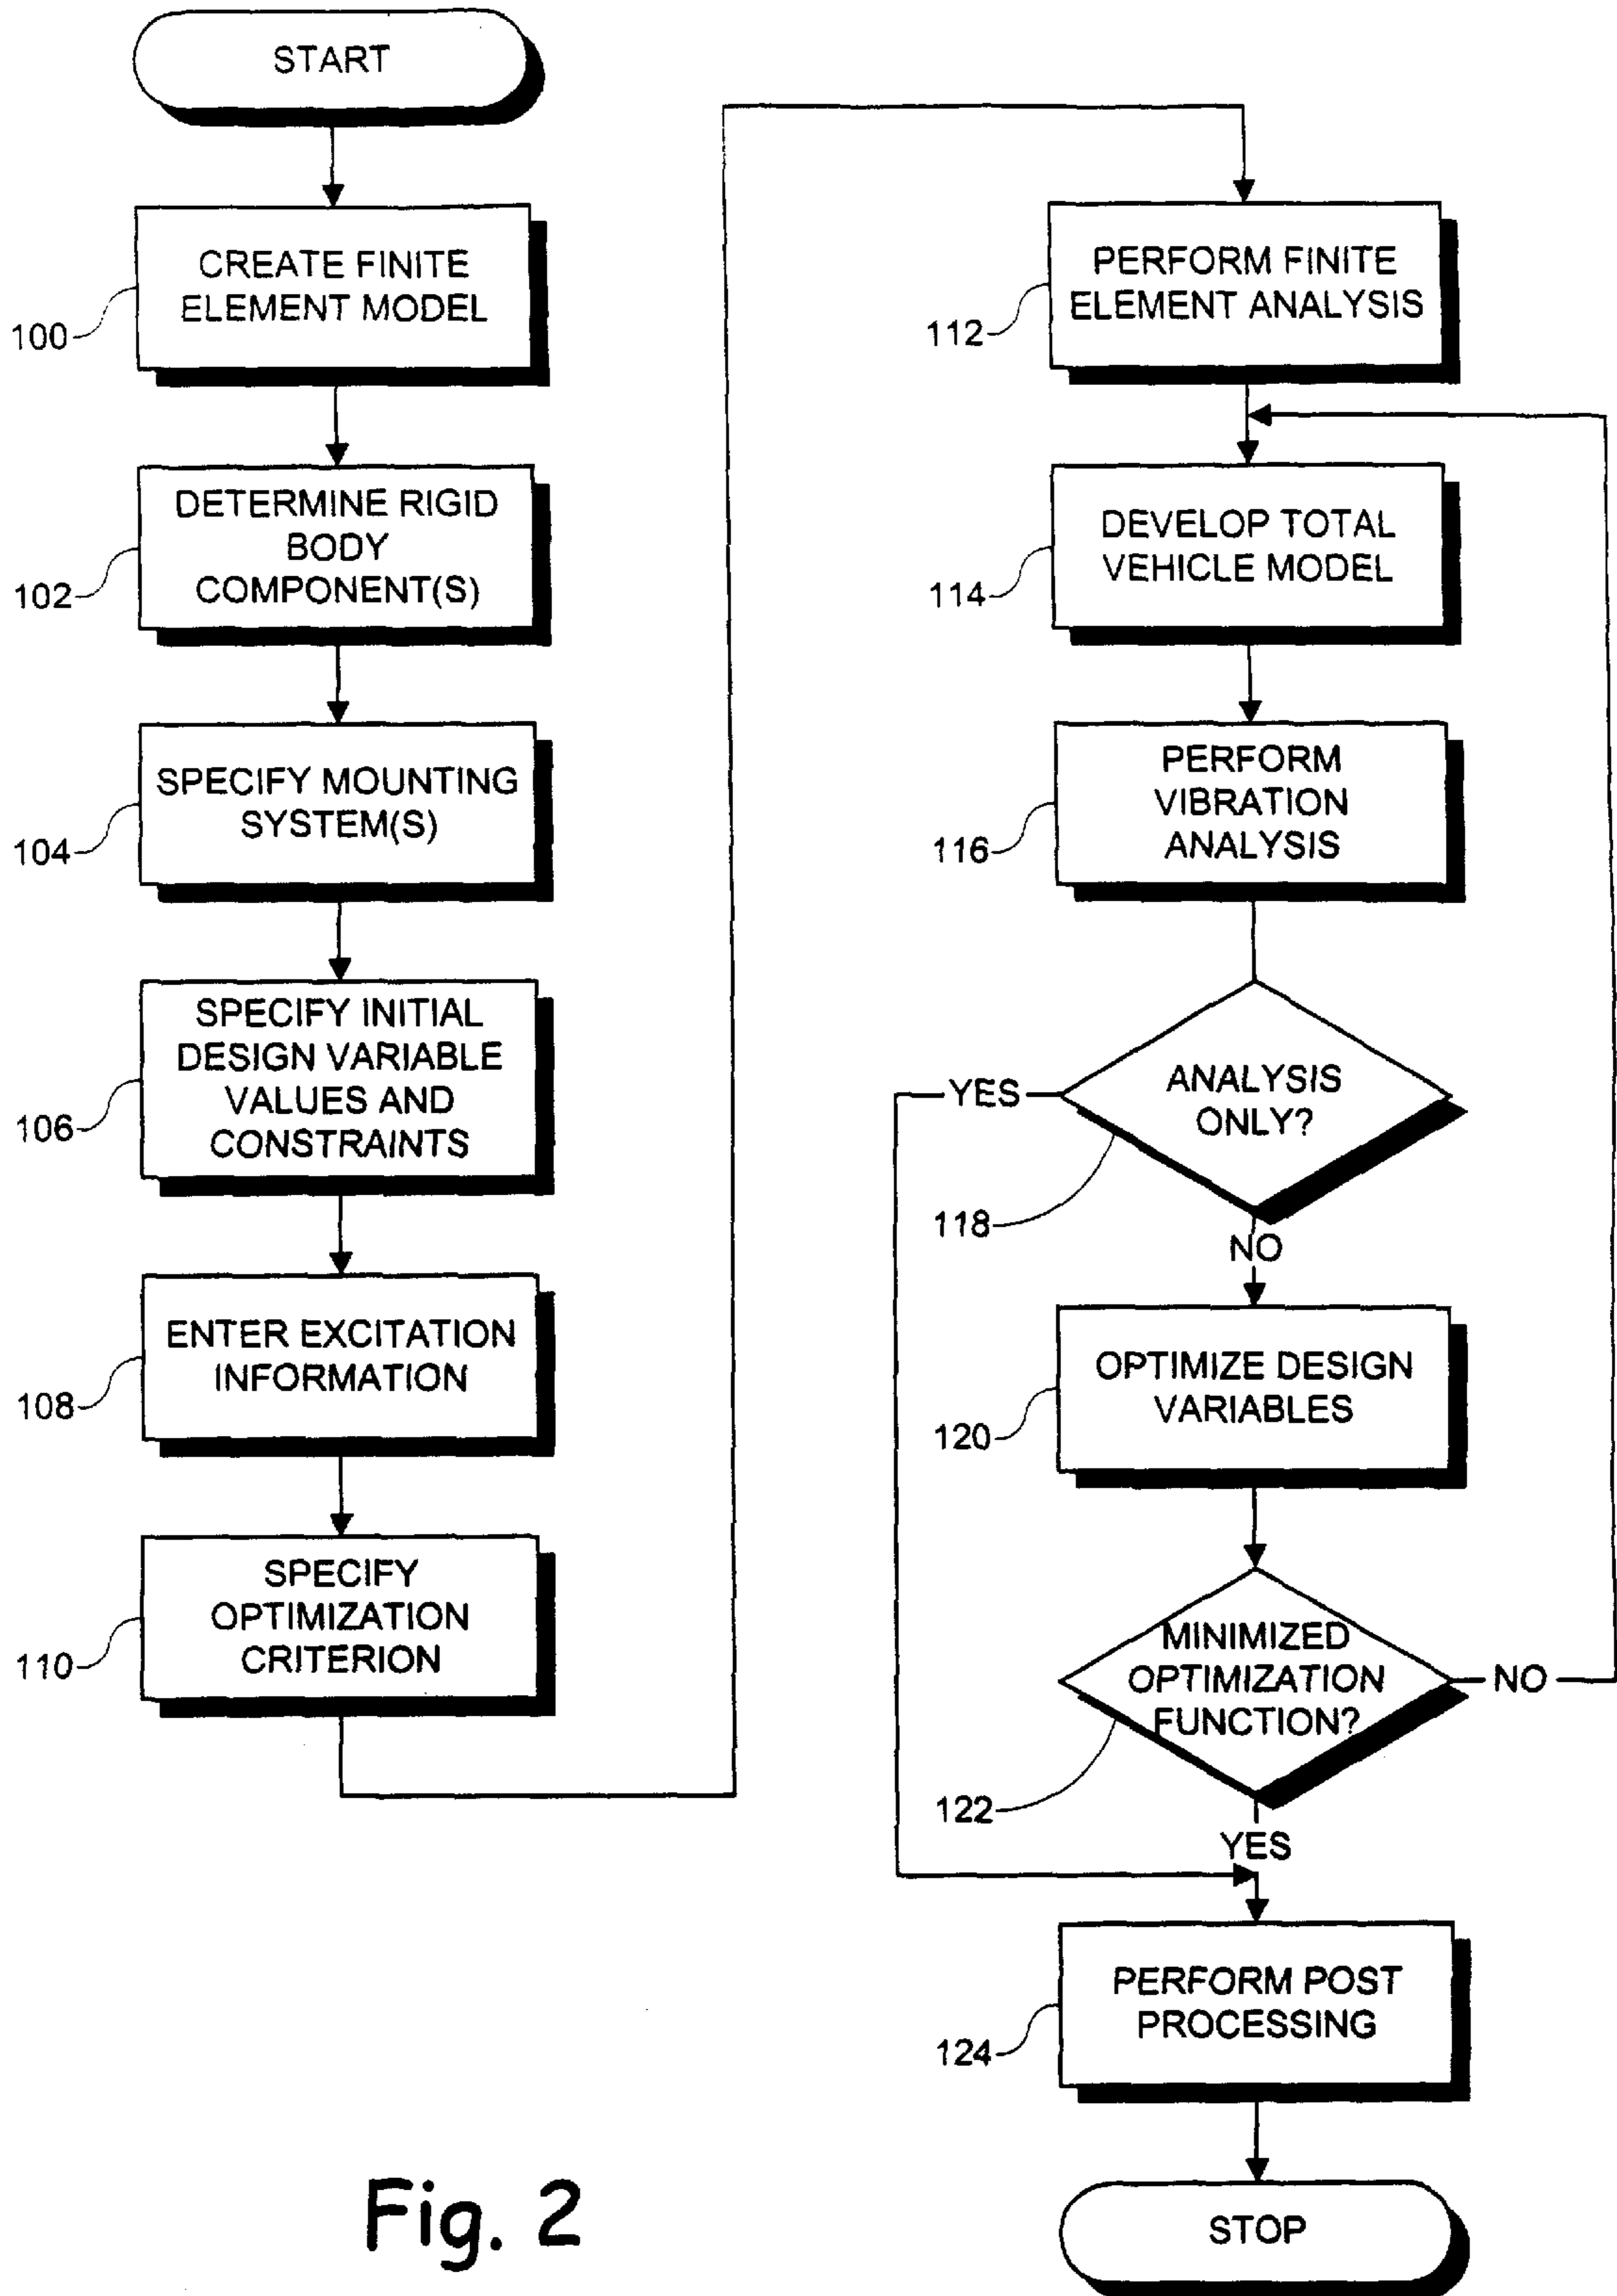 START
CREATE FINITE
ELEMENT MODEL
100
DETERMINE RIGID
BODY
COMPONENT(S)
102
SPECIFY MOUNTING
SYSTEM(S)
104
SPECIFY INITIAL
DESIGN VARIABLE
VALUES AND
CONSTRAINTS
106
ENTER EXCITATION
INFORMATION
108
SPECIFY
OPTIMIZATION
CRITERION
110
PERFORM FINITE
ELEMENT ANALYSIS
112
DEVELOP TOTAL
VEHICLE MODEL
114
PERFORM
VIBRATION
ANALYSIS
116
YES
ANALYSIS
ONLY?
118
NO
OPTIMIZE DESIGN
VARIABLES
120
MINIMIZED
OPTIMIZATION
FUNCTION?
NO
122
YES
PERFORM POST
PROCESSING
124
STOP
Fig. 2